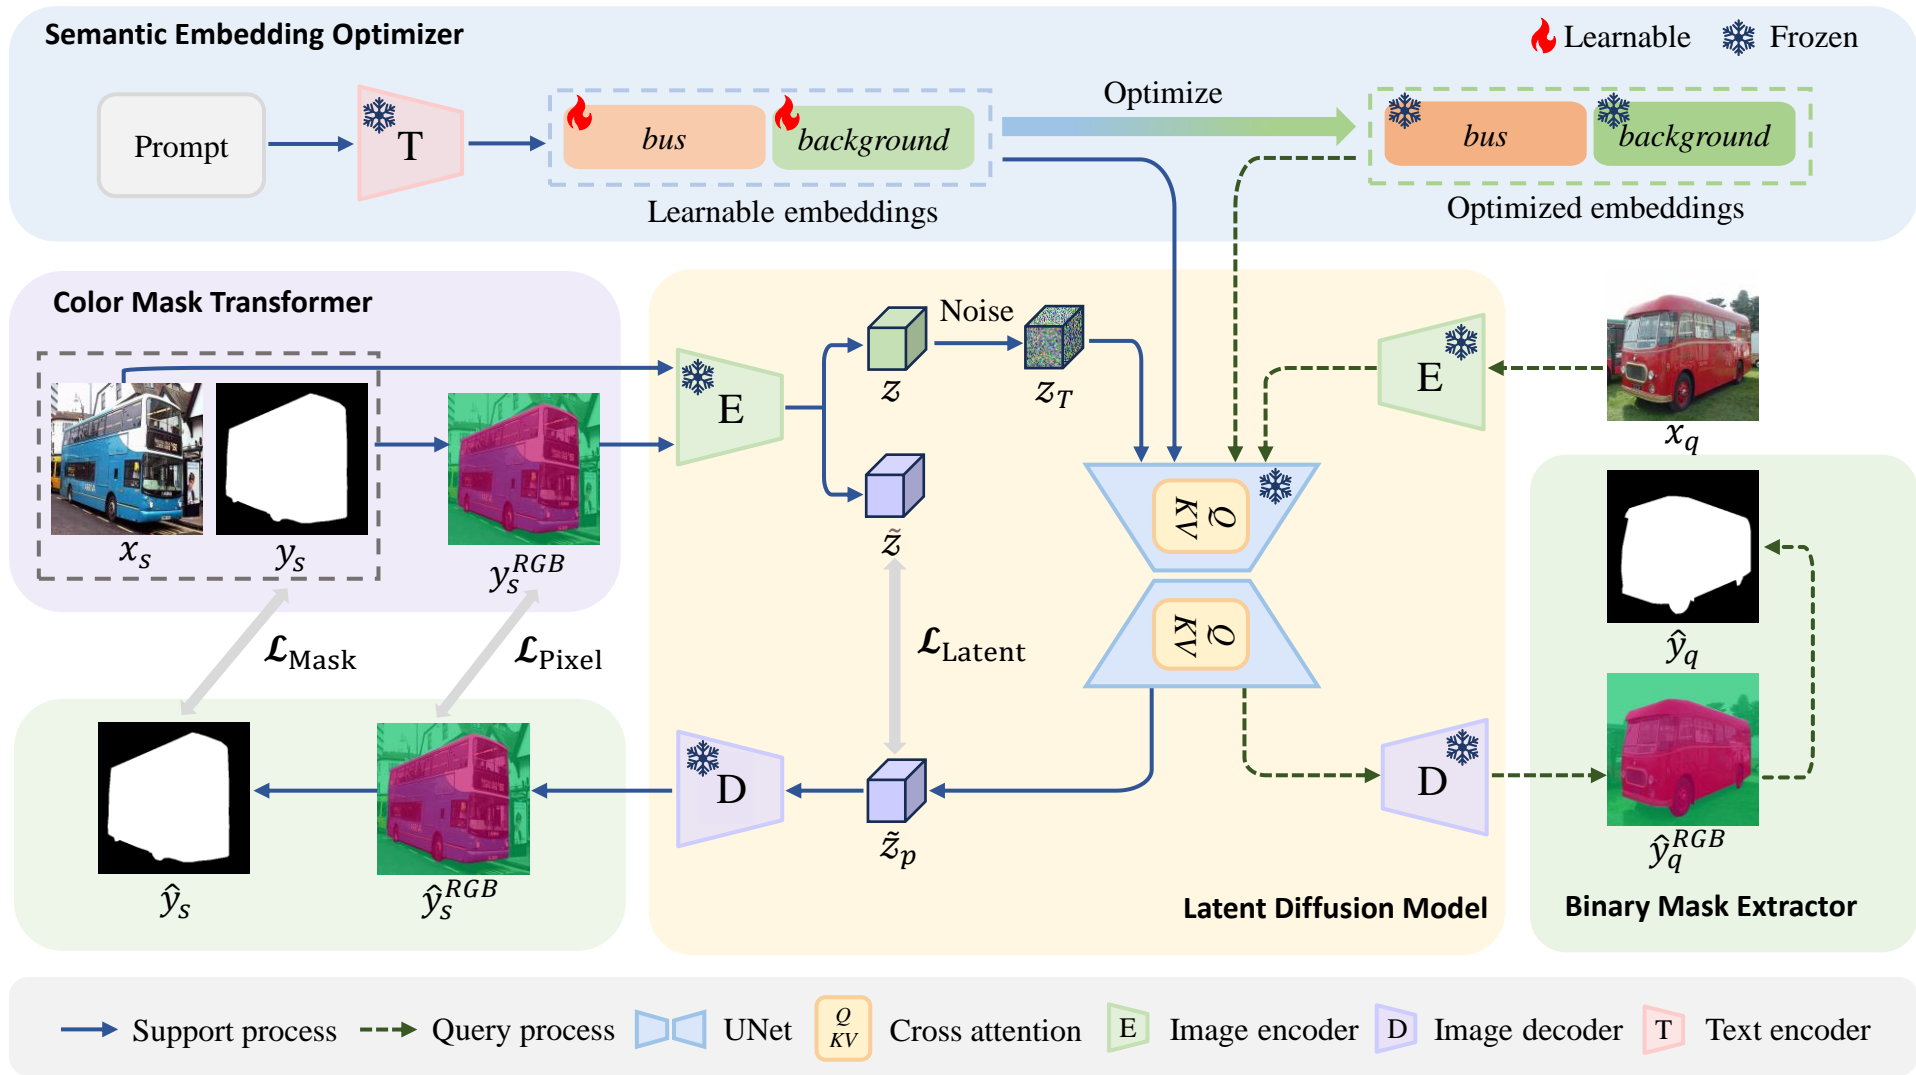 Semantic Embedding Optimizer
Learnable
Frozen
Prompt
T
bus
background
Learnable embeddings
Optimize
bus
background
Optimized embeddings
Color Mask Transformer
x_s
y_s
y_s^{RGB}
E
z
Noise
z_T
z̃
Q
KV
Q
KV
E
x_q
ℒ_Mask
ℒ_Pixel
ℒ_Latent
ŷ_q
ŷ_s
ŷ_s^{RGB}
D
z̃_p
D
ŷ_q^{RGB}
Latent Diffusion Model
Binary Mask Extractor
Support process
Query process
UNet
Q
KV
Cross attention
E
Image encoder
D
Image decoder
T
Text encoder